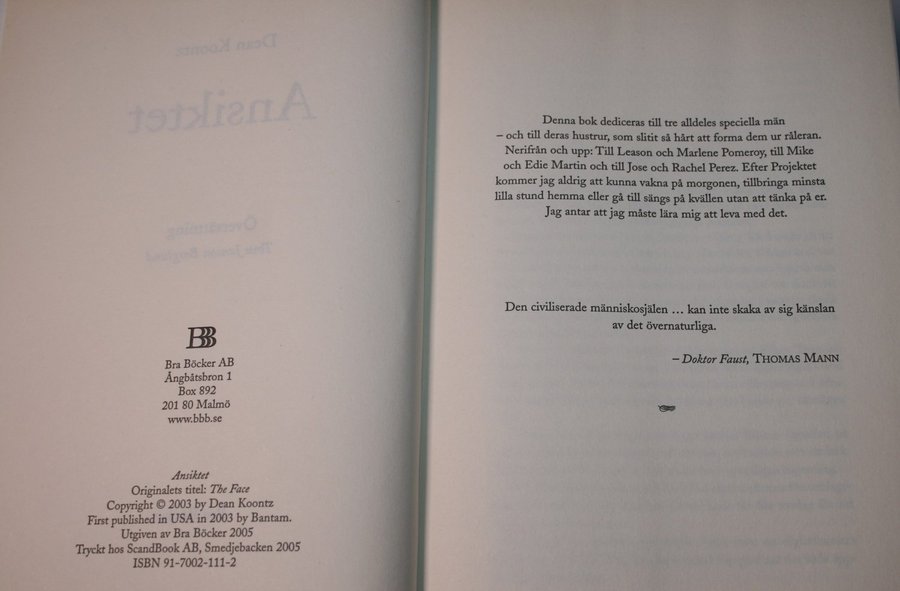 Dean Koontz
Ansiktet
Översättning
BBB
Bra Böcker AB
Ångbåtsbron 1
Box 892
201 80 Malmö
www.bbb.se
Ansiktet
Originalets titel: The Face
Copyright © 2003 by Dean Koontz
First published in USA in 2003 by Bantam.
Utgiven av Bra Böcker 2005
Tryckt hos ScandBook AB, Smedjebacken 2005
ISBN 91-7002-111-2
Denna bok dediceras till tre alldeles speciella män
– och till deras hustrur, som slitit så hårt att forma dem ur råleran.
Nerifrån och upp: Till Leason och Marlene Pomeroy, till Mike
och Edie Martin och till Jose och Rachel Perez. Efter Projektet
kommer jag aldrig att kunna vakna på morgonen, tillbringa minsta
lilla stund hemma eller gå till sängs på kvällen utan att tänka på er.
Jag antar att jag måste lära mig att leva med det.
Den civiliserade människosjälen … kan inte skaka av sig känslan
av det övernaturliga.
– Doktor Faust, THOMAS MANN